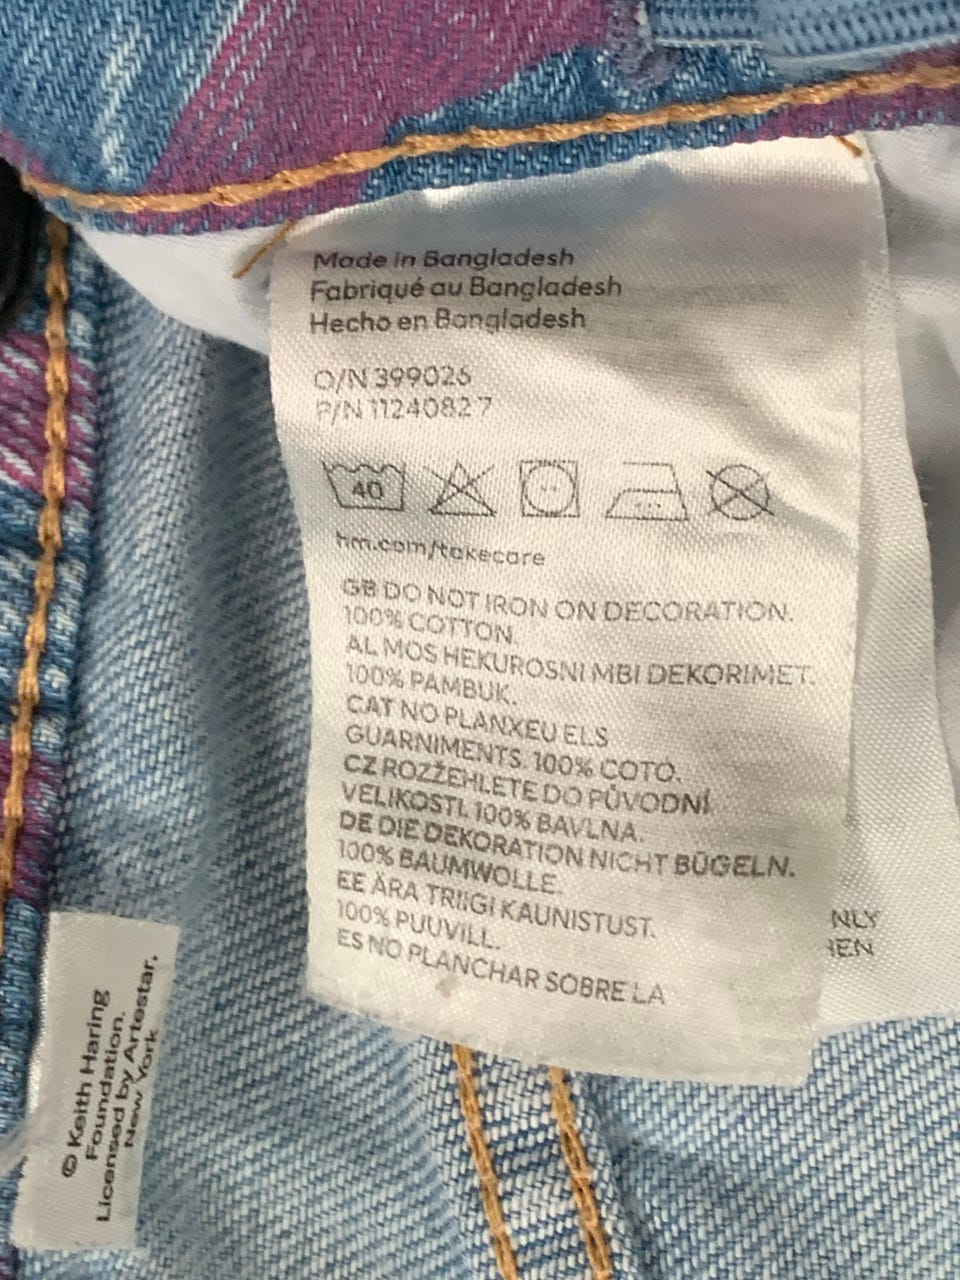 Made in Bangladesh
Fabriqué au Bangladesh
Hecho en Bangladesh
O/N 399026
P/N 11240827
40
hm.com/takecare
GB DO NOT IRON ON DECORATION.
100% COTTON.
AL MOS HEKUROSNI MBI DEKORIMET.
100% PAMBUK.
CAT NO PLANXEU ELS
GUARNIMENTS. 100% COTO.
CZ ROZŽEHLETE DO PŮVODNÍ
VELIKOSTI. 100% BAVLNA.
DE DIE DEKORATION NICHT BÜGELN.
100% BAUMWOLLE.
EE ÄRA TRIIGI KAUNISTUST.
100% PUUVILL.
ES NO PLANCHAR SOBRE LA
NLY
HEN
© Keith Haring
Foundation.
Licensed by Artestar,
New York